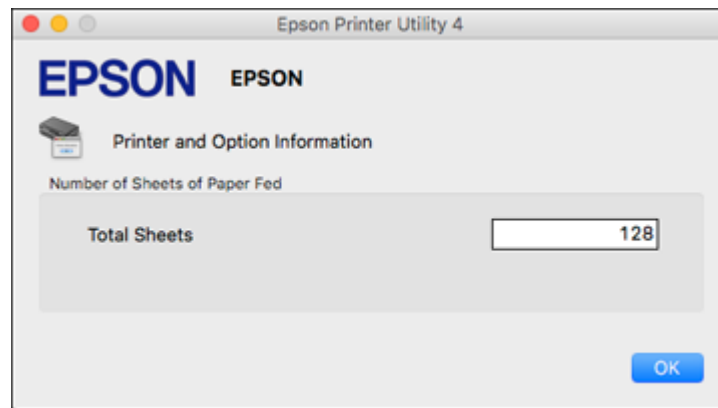 Epson Printer Utility 4
EPSON EPSON
Printer and Option Information
Number of Sheets of Paper Fed
Total Sheets 128
OK